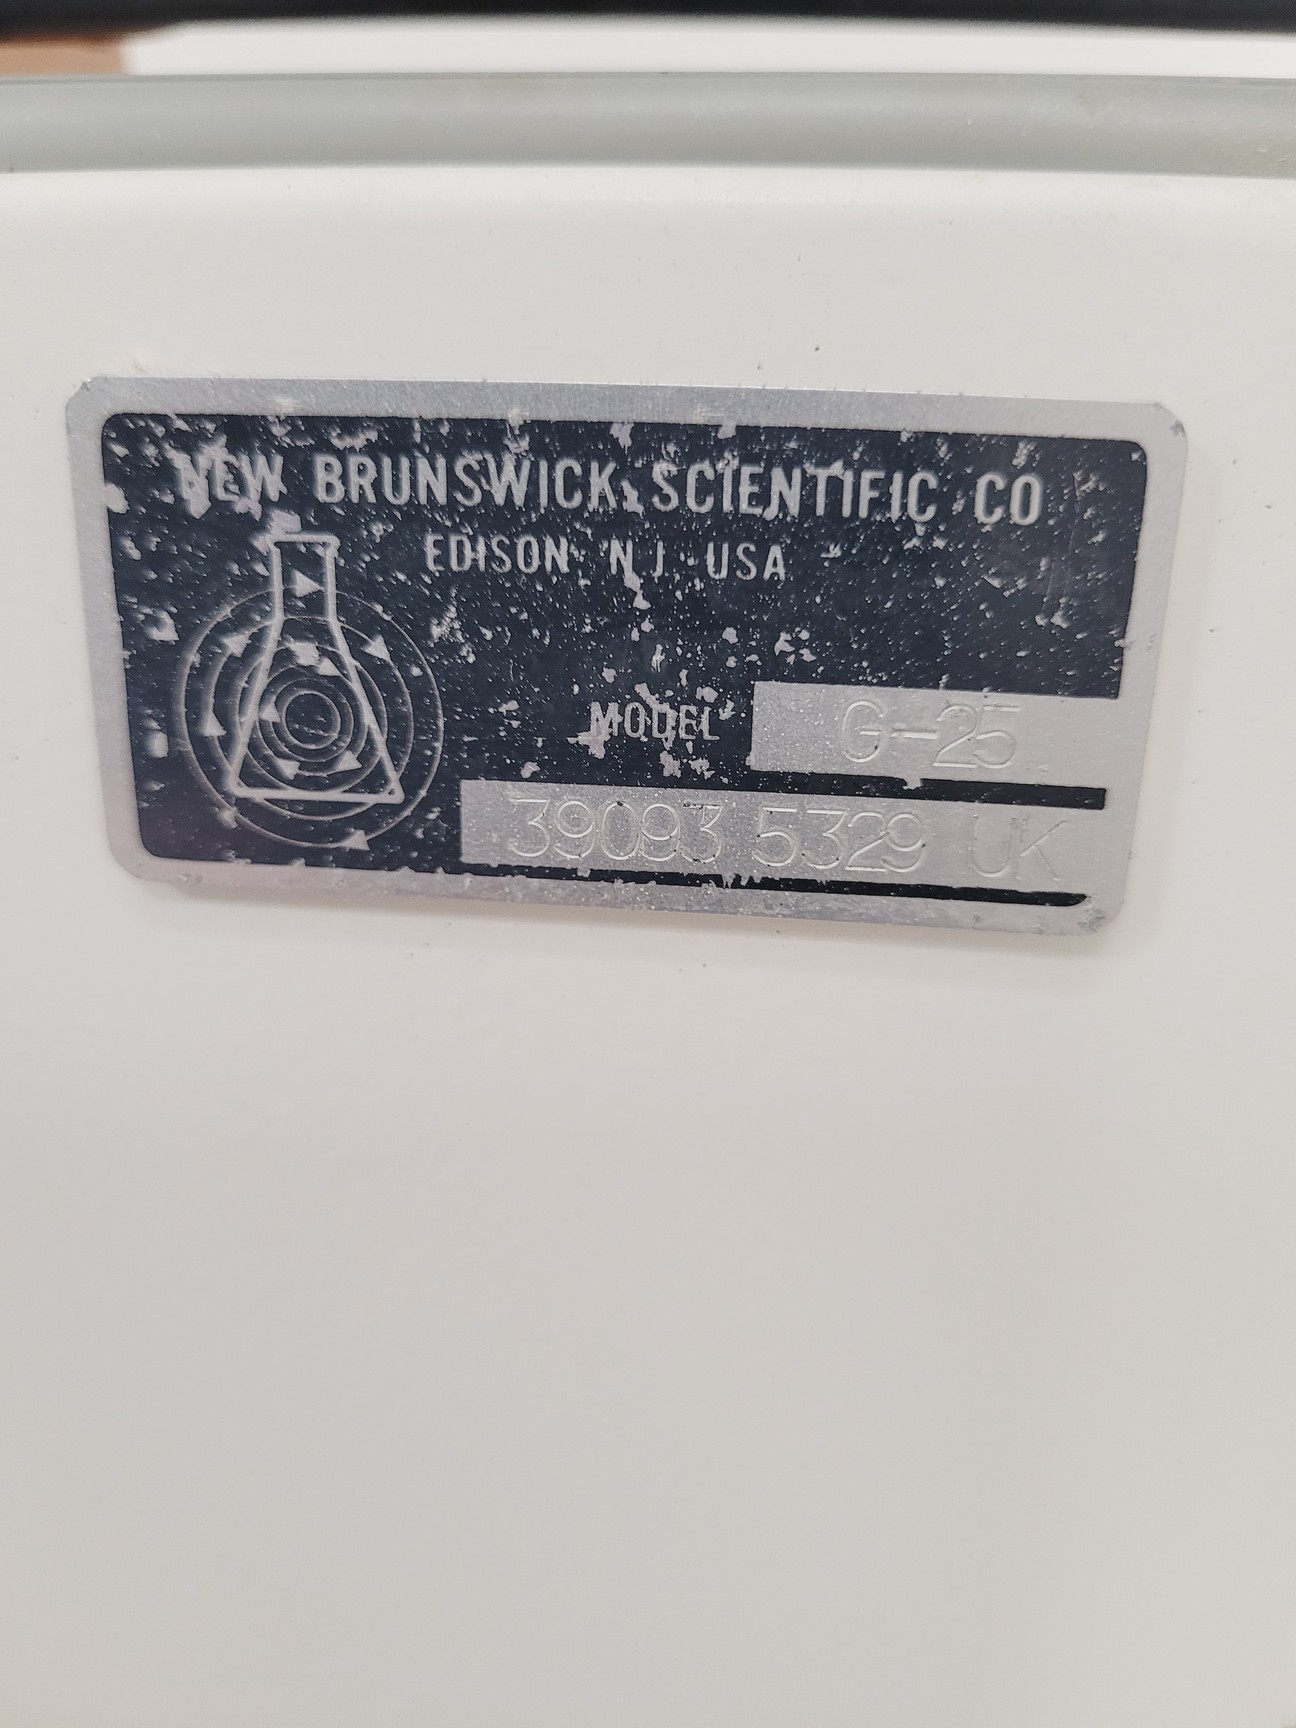 NEW BRUNSWICK SCIENTIFIC CO
EDISON N J USA
MODEL G-25
39093 5329 UK